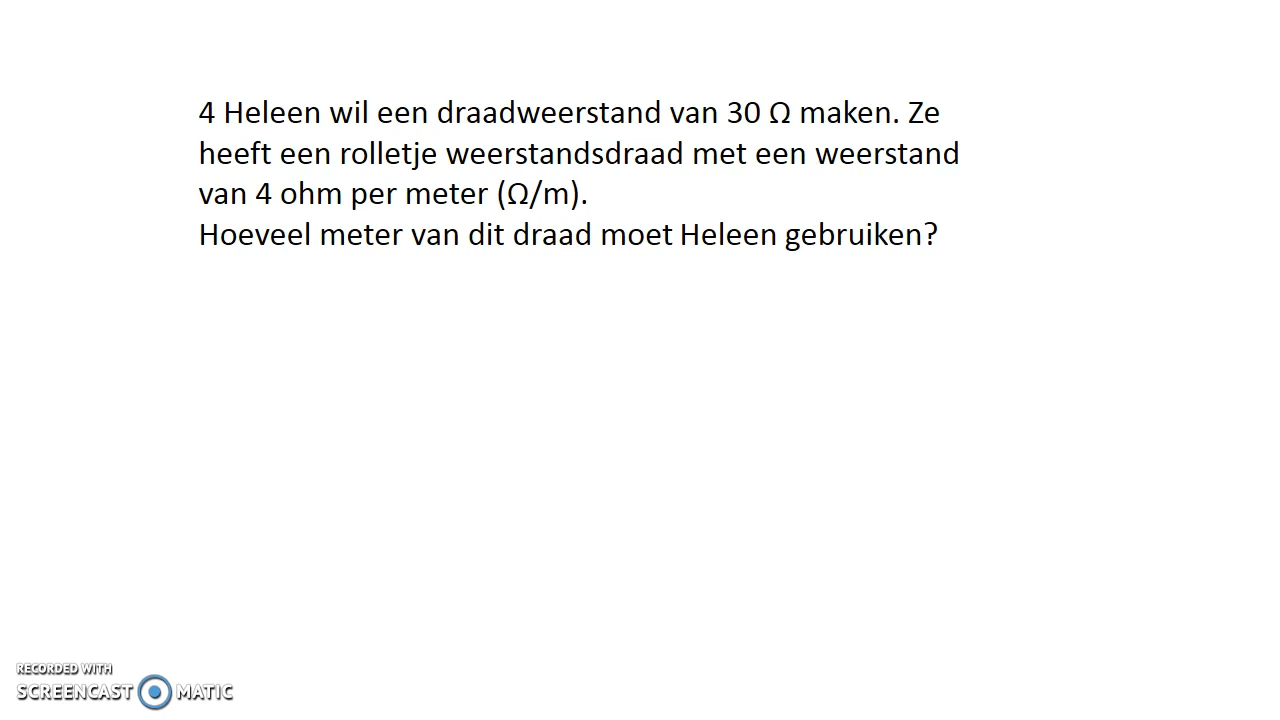 4 Heleen wil een draadweerstand van 30 Ω maken. Ze
heeft een rolletje weerstandsdraad met een weerstand
van 4 ohm per meter (Ω/m).
Hoeveel meter van dit draad moet Heleen gebruiken?
RECORDED WITH
SCREENCAST MATIC